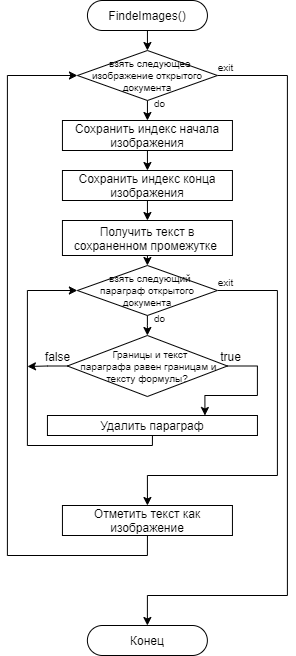 FindeImages()
взять следующее
изображение открытого
документа
exit
do
Сохранить индекс начала
изображения
Сохранить индекс конца
изображения
Получить текст в
сохраненном промежутке
взять следующий
параграф открытого
документа
exit
do
Границы и текст
параграфа равен границам и
тексту формулы?
false
true
Удалить параграф
Отметить текст как
изображение
Конец